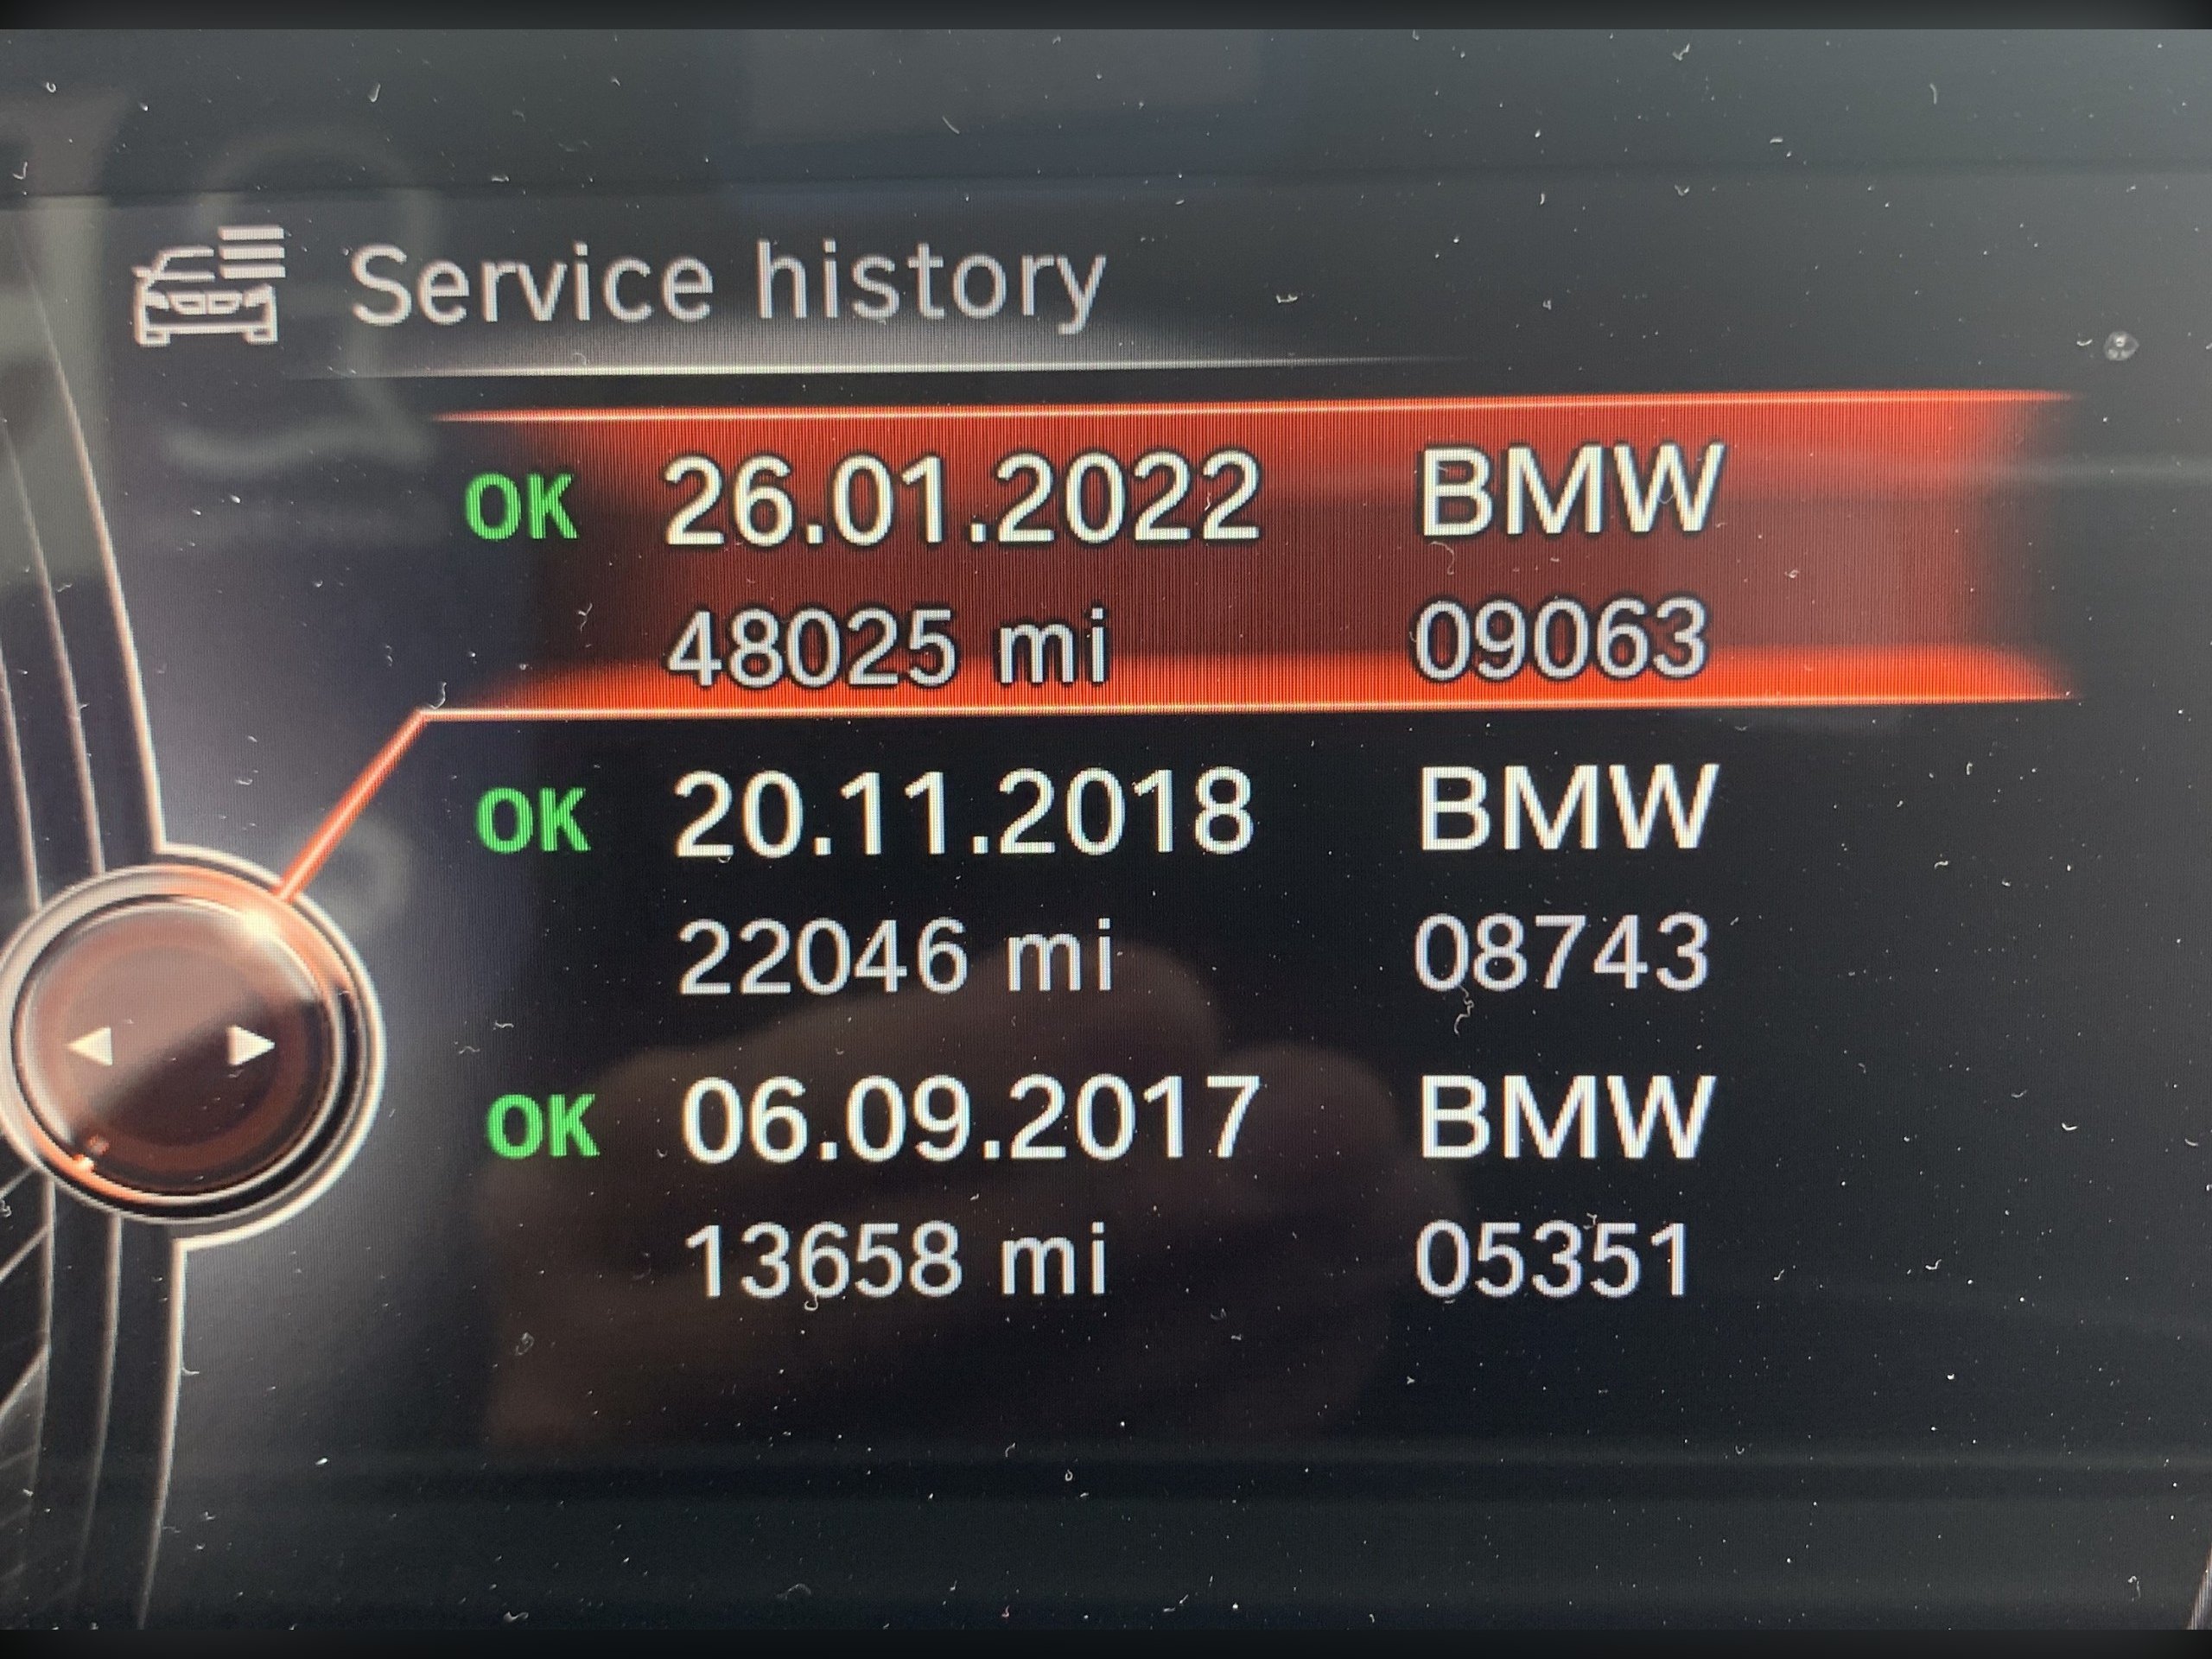 Service history
OK 26.01.2022 BMW
48025 mi 09063
OK 20.11.2018 BMW
22046 mi 08743
OK 06.09.2017 BMW
13658 mi 05351